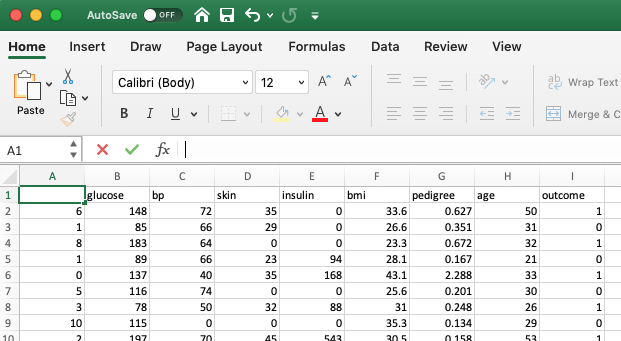 AutoSave OFF
Home Insert Draw Page Layout Formulas Data Review View
Paste
Calibri (Body) 12 A A
B I U A
ab Wrap Text
Merge & C
A1 fx
A B C D E F G H I
1 glucose bp skin insulin bmi pedigree age outcome
2 6 148 72 35 0 33.6 0.627 50 1
3 1 85 66 29 0 26.6 0.351 31 0
4 8 183 64 0 0 23.3 0.672 32 1
5 1 89 66 23 94 28.1 0.167 21 0
6 0 137 40 35 168 43.1 2.288 33 1
7 5 116 74 0 0 25.6 0.201 30 0
8 3 78 50 32 88 31 0.248 26 1
9 10 115 0 0 0 35.3 0.134 29 0
10 2 197 70 45 543 30.5 0.158 53 1